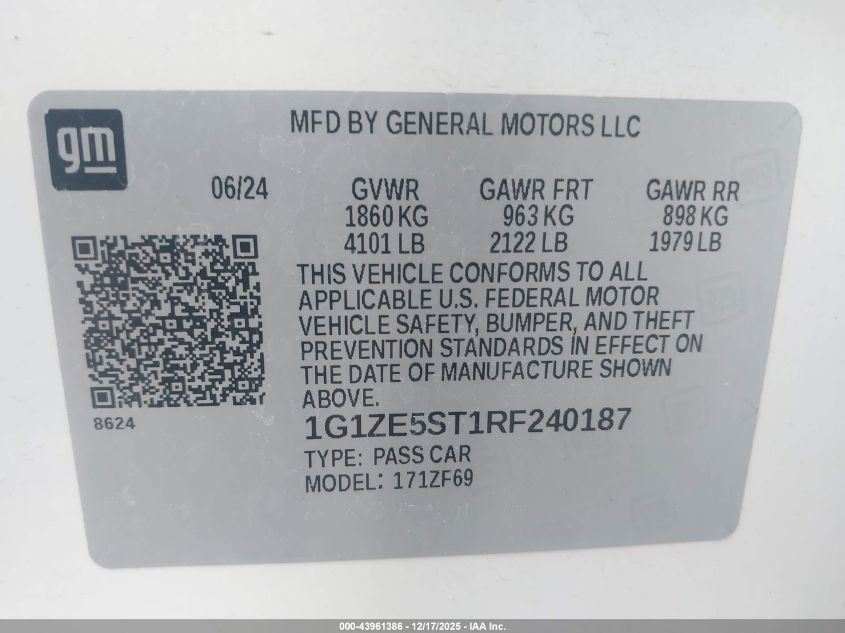 gm
MFD BY GENERAL MOTORS LLC
06/24 GVWR GAWR FRT GAWR RR
1860 KG 963 KG 898 KG
4101 LB 2122 LB 1979 LB
THIS VEHICLE CONFORMS TO ALL
APPLICABLE U.S. FEDERAL MOTOR
VEHICLE SAFETY, BUMPER, AND THEFT
PREVENTION STANDARDS IN EFFECT ON
THE DATE OF MANUFACTURE SHOWN
ABOVE.
8624
1G1ZE5ST1RF240187
TYPE: PASS CAR
MODEL: 171ZF69
000-43961386 - 12/17/2025 - IAA Inc.